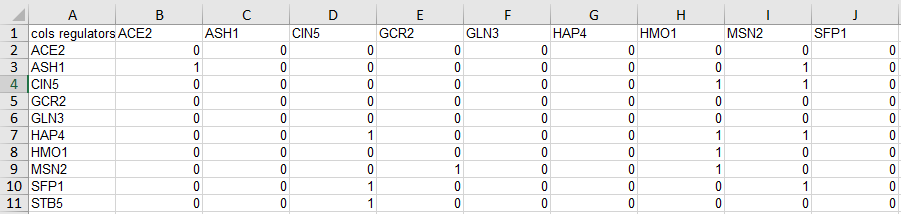 A B C D E F G H I J
1 cols regulators ACE2 ASH1 CIN5 GCR2 GLN3 HAP4 HMO1 MSN2 SFP1
2 ACE2 0 0 0 0 0 0 0 0 0
3 ASH1 1 0 0 0 0 0 0 1 0
4 CIN5 0 0 0 0 0 0 1 1 0
5 GCR2 0 0 0 0 0 0 0 0 0
6 GLN3 0 0 0 0 0 0 0 0 0
7 HAP4 0 0 1 0 0 0 1 1 0
8 HMO1 0 0 0 0 0 0 1 0 0
9 MSN2 0 0 0 1 0 0 1 0 0
10 SFP1 0 0 1 0 0 0 0 1 0
11 STB5 0 0 1 0 0 0 0 0 0